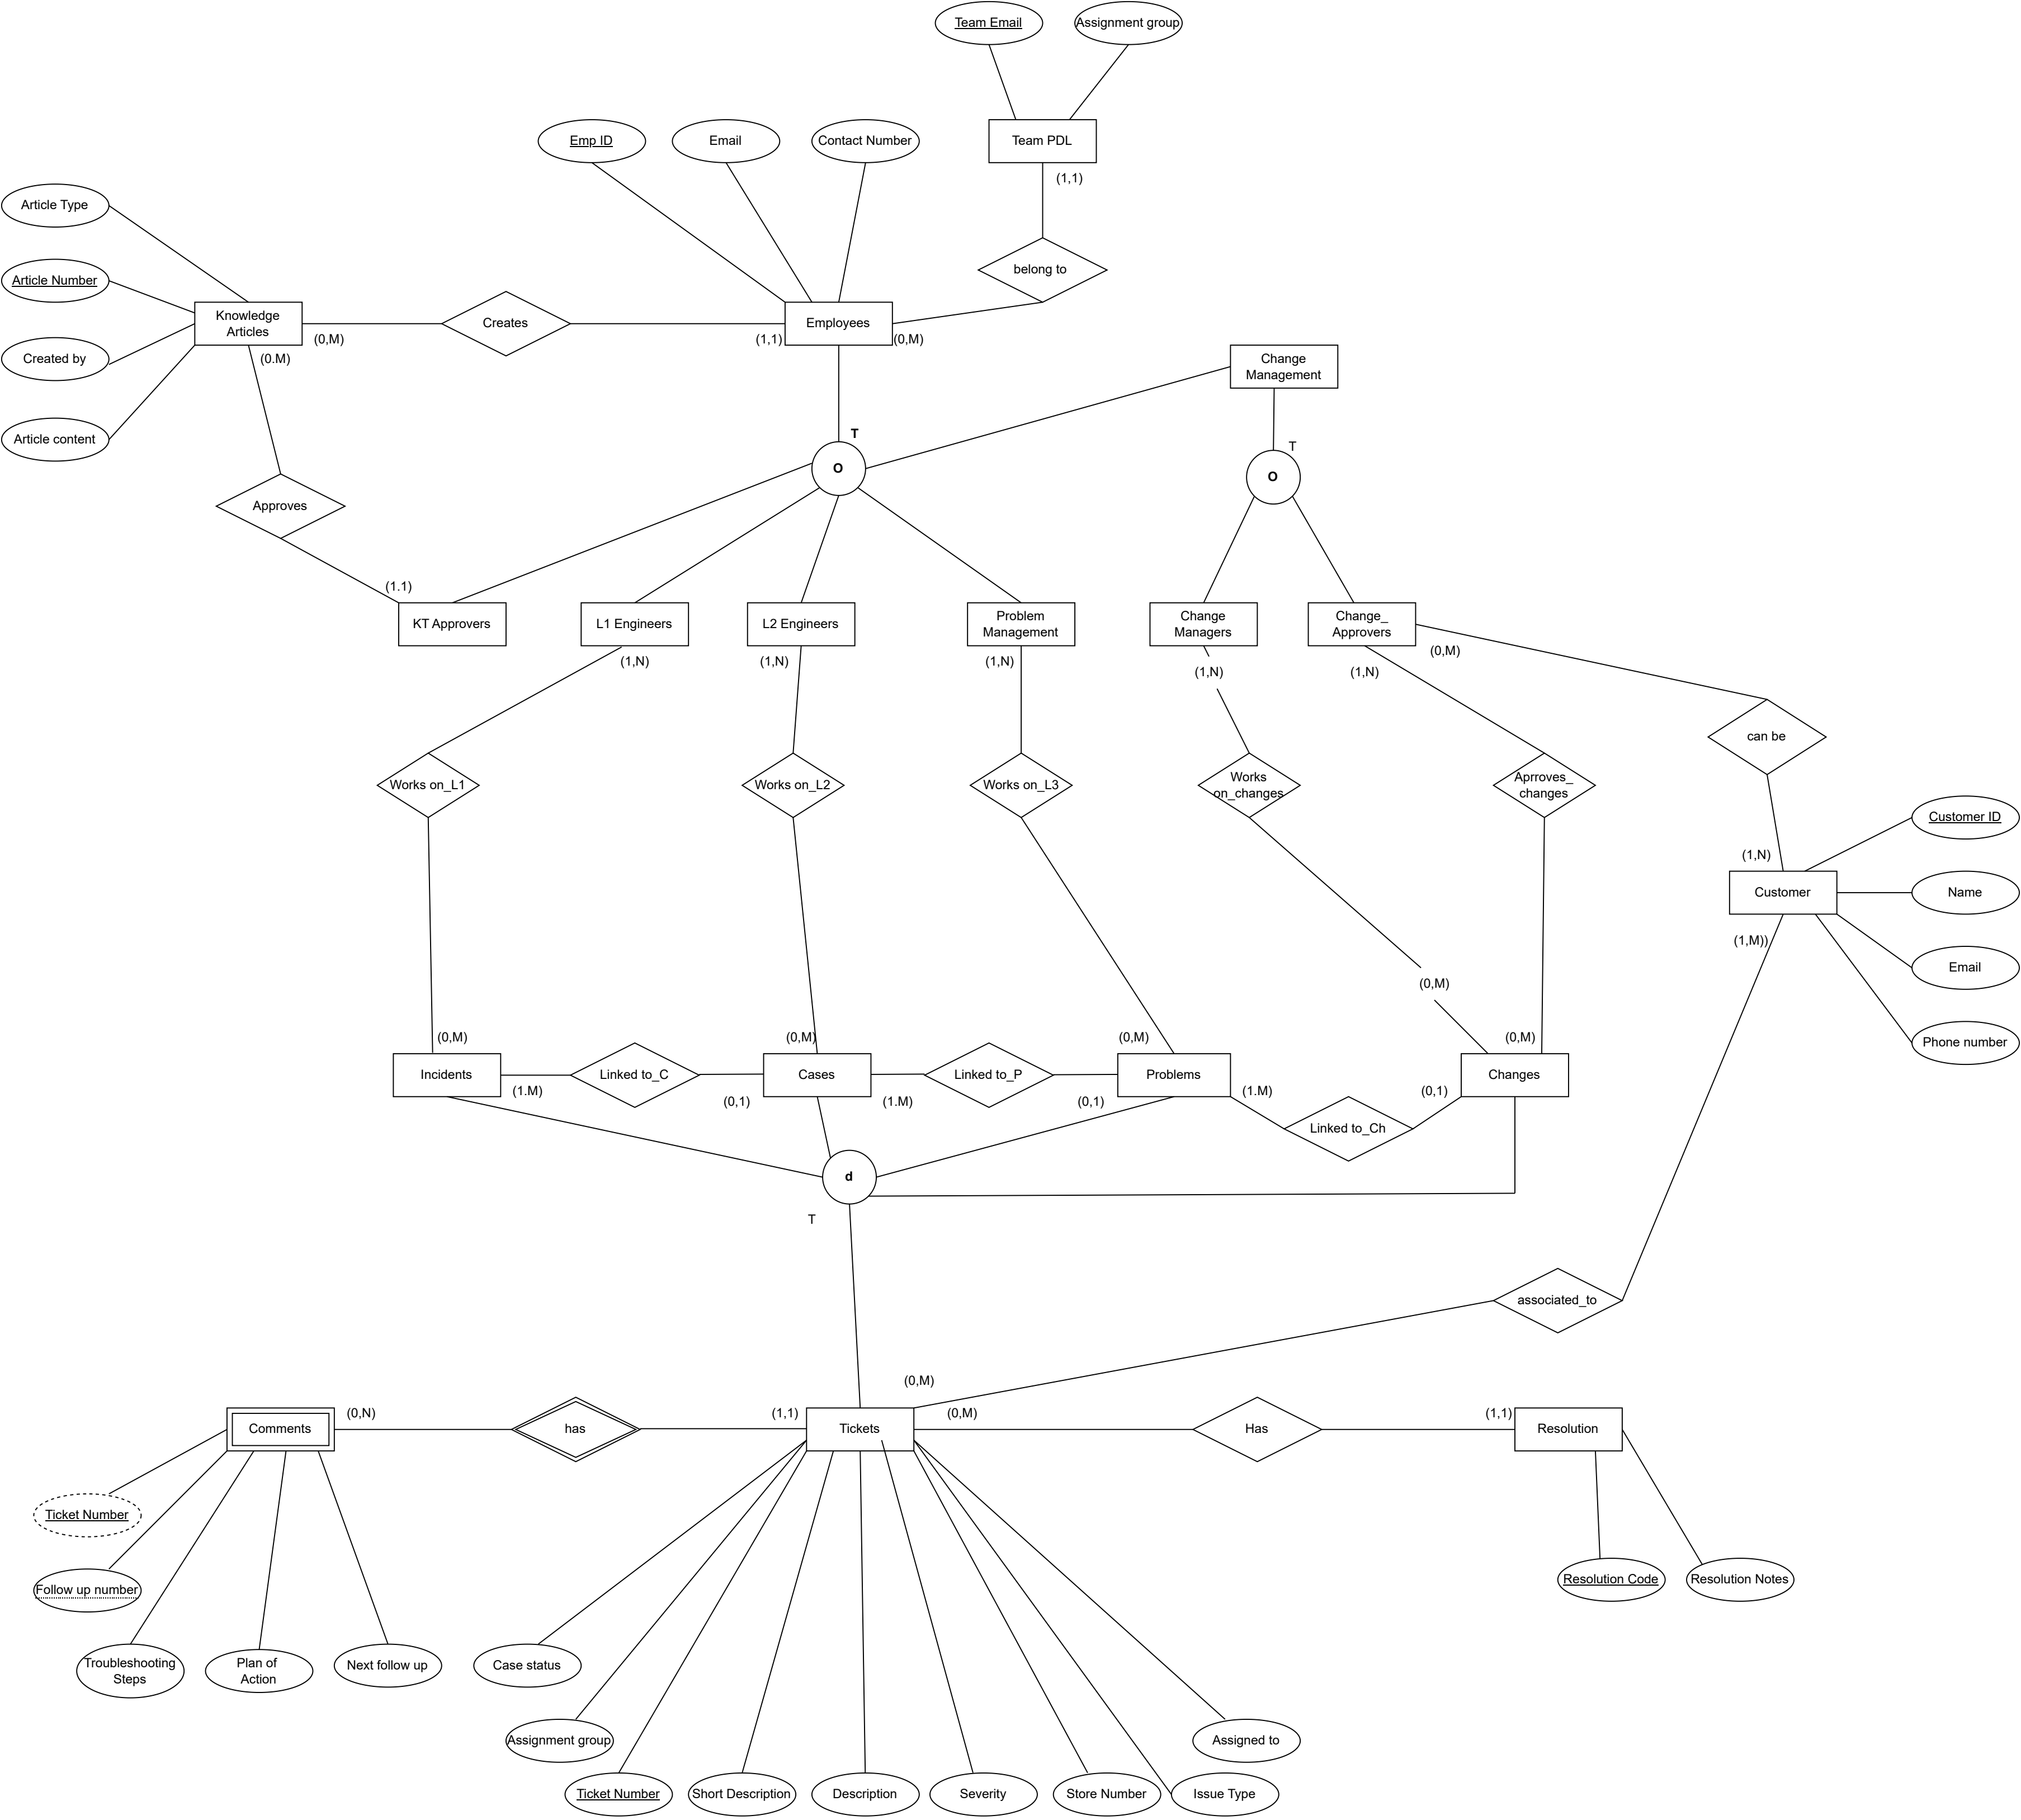 Team Email
Assignment group
Emp ID
Email
Contact Number
Team PDL
(1,1)
Article Type
belong to
Article Number
Knowledge
Articles
Creates
Employees
(0,M)
(1,1)
(0,M)
Created by
(0.M)
Change
Management
Article content
T
T
O
O
Approves
(1.1)
KT Approvers
L1 Engineers
L2 Engineers
Problem
Management
Change
Managers
Change_
Approvers
(0,M)
(1,N)
(1,N)
(1,N)
(1,N)
(1,N)
can be
Works on_L1
Works on_L2
Works on_L3
Works
on_changes
Aprroves_
changes
Customer ID
(1,N)
Customer
Name
(1,M))
Email
(0,M)
(0,M)
(0,M)
(0,M)
(0,M)
Phone number
Incidents
Linked to_C
Cases
Linked to_P
Problems
Changes
(1.M)
(0,1)
(1.M)
(0,1)
(1.M)
(0,1)
Linked to_Ch
d
T
associated_to
(0,M)
Comments
(0,N)
has
(1,1)
Tickets
(0,M)
Has
(1,1)
Resolution
Ticket Number
Follow up number
Resolution Code
Resolution Notes
Troubleshooting
Steps
Plan of
Action
Next follow up
Case status
Assignment group
Assigned to
Ticket Number
Short Description
Description
Severity
Store Number
Issue Type